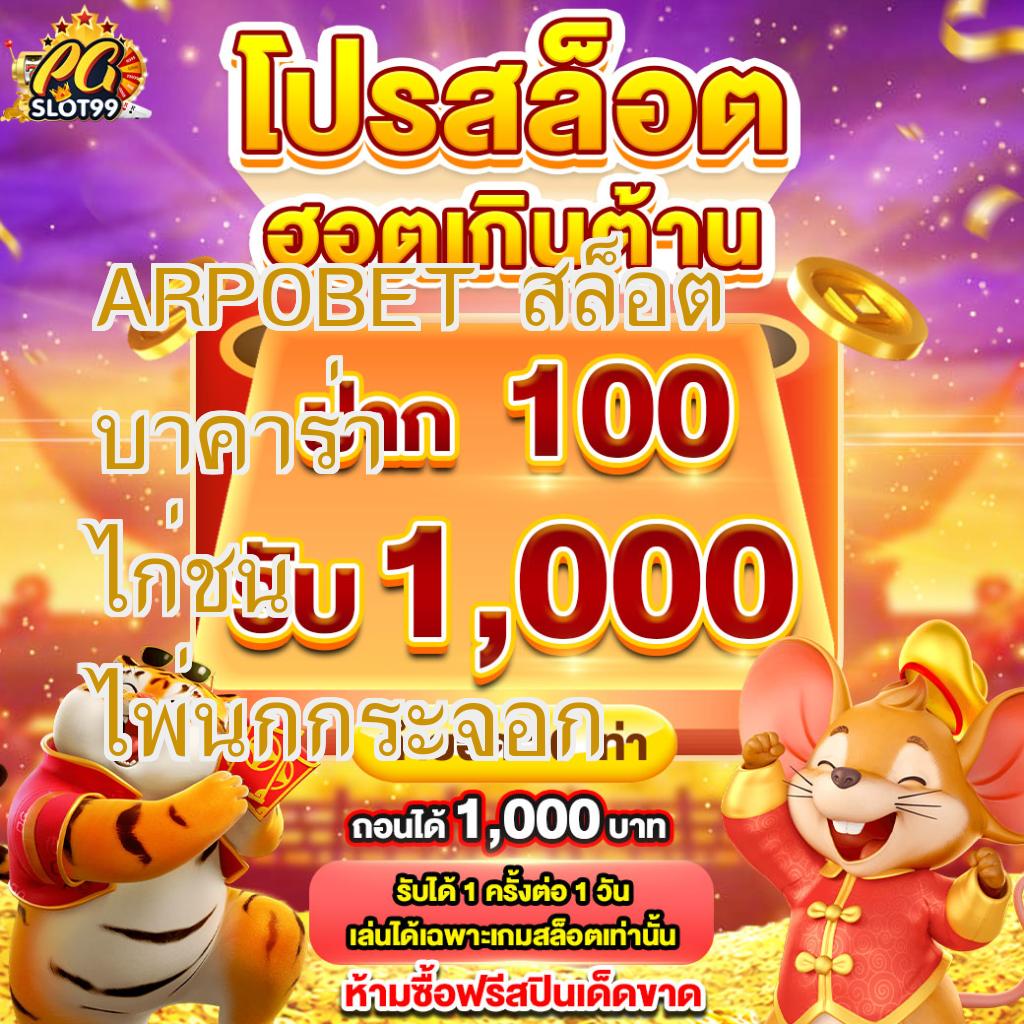 PG
SLOT99
โปรสล็อต
ฮอตเกินต้าน
ARPOBET สล็อต
ฝาก 100
บาคาร่า
รับ 1,000
ไก่ชน
ไพ่นกกระจอก
ถอนได้ 1,000 บาท
รับได้ 1 ครั้งต่อ 1 วัน
เล่นได้เฉพาะเกมสล็อตเท่านั้น
ห้ามซื้อฟรีสปินเด็ดขาด